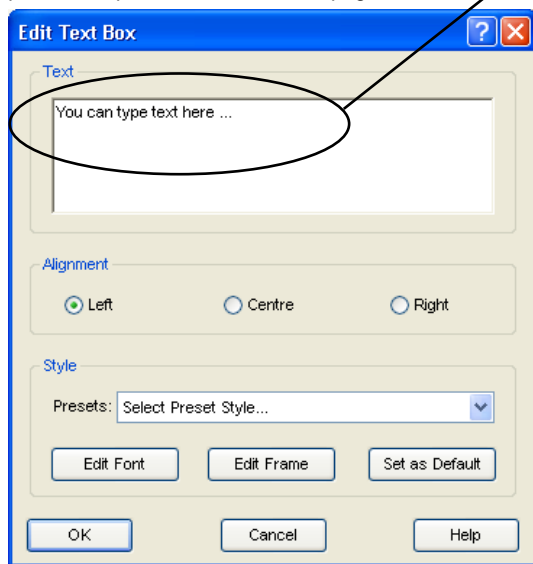 Edit Text Box
Text
You can type text here ...
Alignment
Left Centre Right
Style
Presets: Select Preset Style...
Edit Font Edit Frame Set as Default
OK Cancel Help